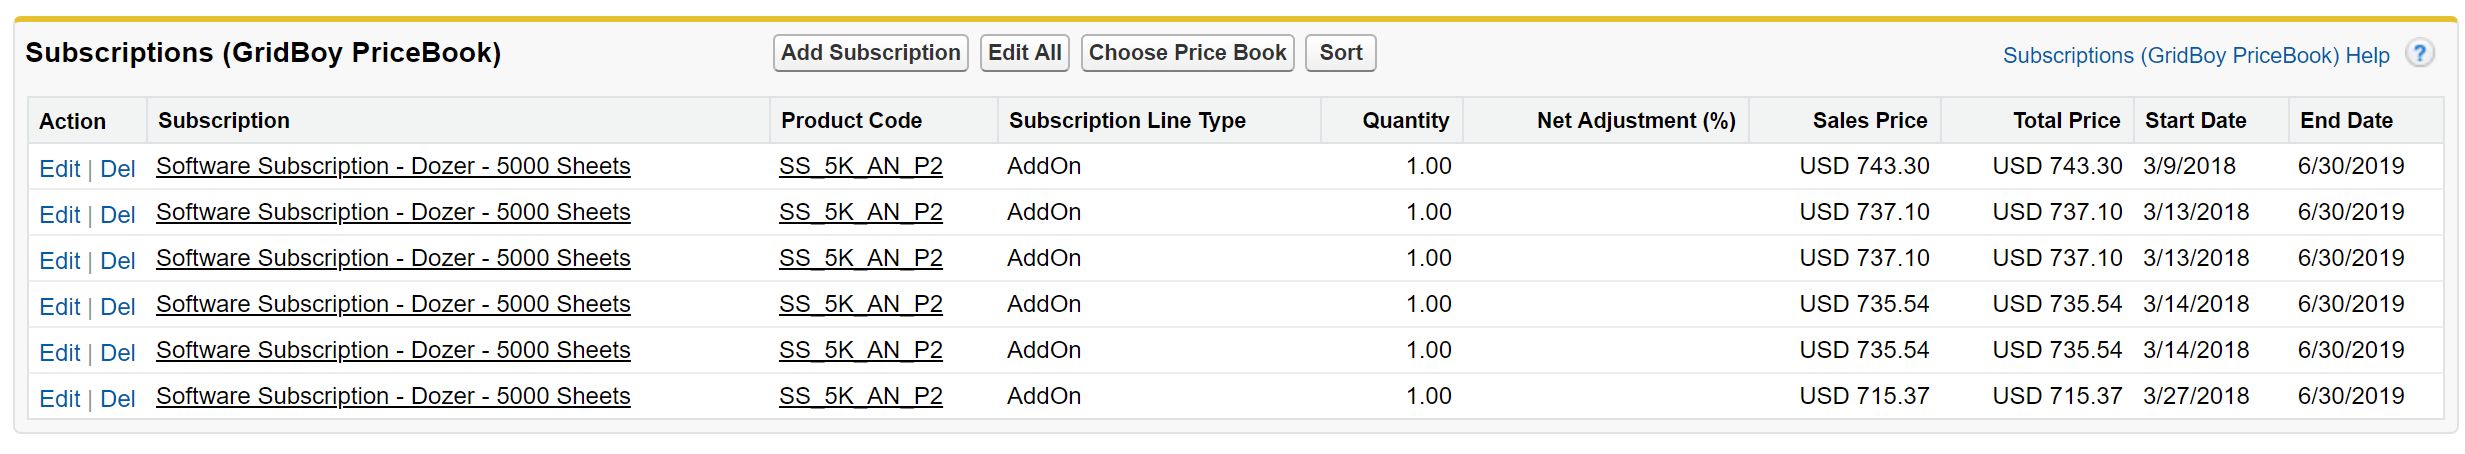 Subscriptions (GridBoy PriceBook) Add Subscription Edit All Choose Price Book Sort Subscriptions (GridBoy PriceBook) Help ?
Action Subscription Product Code Subscription Line Type Quantity Net Adjustment (%) Sales Price Total Price Start Date End Date
Edit | Del Software Subscription - Dozer - 5000 Sheets SS_5K_AN_P2 AddOn 1.00 USD 743.30 USD 743.30 3/9/2018 6/30/2019
Edit | Del Software Subscription - Dozer - 5000 Sheets SS_5K_AN_P2 AddOn 1.00 USD 737.10 USD 737.10 3/13/2018 6/30/2019
Edit | Del Software Subscription - Dozer - 5000 Sheets SS_5K_AN_P2 AddOn 1.00 USD 737.10 USD 737.10 3/13/2018 6/30/2019
Edit | Del Software Subscription - Dozer - 5000 Sheets SS_5K_AN_P2 AddOn 1.00 USD 735.54 USD 735.54 3/14/2018 6/30/2019
Edit | Del Software Subscription - Dozer - 5000 Sheets SS_5K_AN_P2 AddOn 1.00 USD 735.54 USD 735.54 3/14/2018 6/30/2019
Edit | Del Software Subscription - Dozer - 5000 Sheets SS_5K_AN_P2 AddOn 1.00 USD 715.37 USD 715.37 3/27/2018 6/30/2019